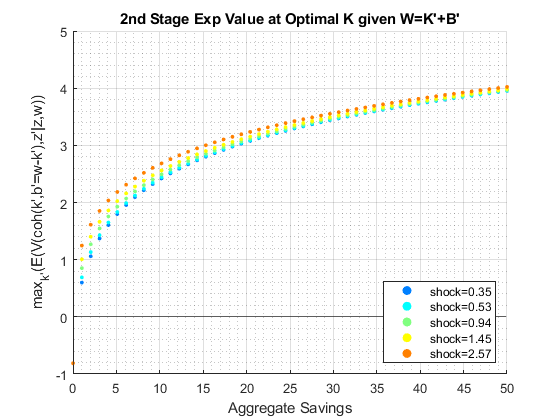 2nd Stage Exp Value at Optimal K given W=K'+B'
max_k'(E(V(coh(k',b'=w-k'),z'|z,w))
5
4
3
2
1
0
-1
shock=0.35
shock=0.53
shock=0.94
shock=1.45
shock=2.57
0 5 10 15 20 25 30 35 40 45 50
Aggregate Savings